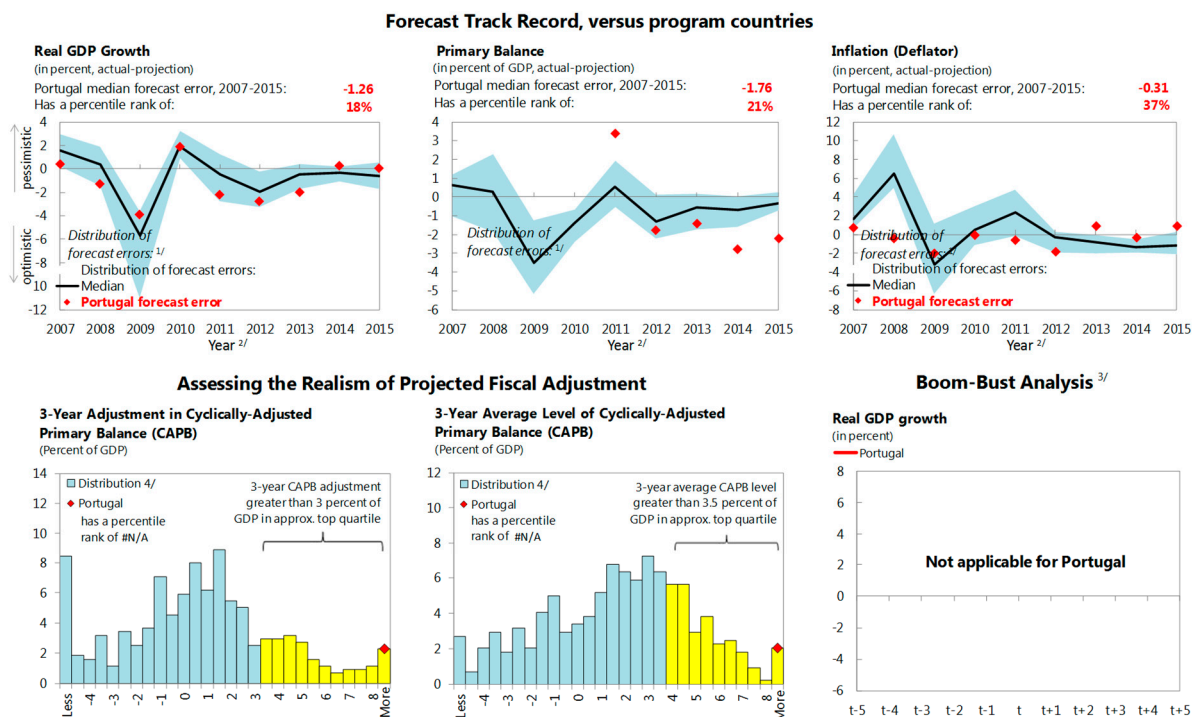 Forecast Track Record, versus program countries
Real GDP Growth
(in percent, actual-projection)
Portugal median forecast error, 2007-2015: -1.26
Has a percentile rank of: 18%
pessimistic
optimistic
4
2
0
-2
-4
-6
-8
10
-12
Distribution of
forecast errors: 1/
Distribution of forecast errors:
Median
Portugal forecast error
2007 2008 2009 2010 2011 2012 2013 2014 2015
Year 2/
Primary Balance
(in percent of GDP, actual-projection)
Portugal median forecast error, 2007-2015: -1.76
Has a percentile rank of: 21%
4
3
2
1
0
-1
-2
-3
-4
-5
-6
Distribution of
forecast errors: 1/
2007 2008 2009 2010 2011 2012 2013 2014 2015
Year 2/
Inflation (Deflator)
(in percent, actual-projection)
Portugal median forecast error, 2007-2015: -0.31
Has a percentile rank of: 37%
12
10
8
6
4
2
0
-2
-4
-6
-8
Distribution of
forecast errors:
Distribution of forecast errors:
Median
Portugal forecast error
2007 2008 2009 2010 2011 2012 2013 2014 2015
Year 2/
Assessing the Realism of Projected Fiscal Adjustment
3-Year Adjustment in Cyclically-Adjusted
Primary Balance (CAPB)
(Percent of GDP)
14
12
10
8
6
4
2
0
Distribution 4/
Portugal
has a percentile
rank of #N/A
3-year CAPB adjustment
greater than 3 percent of
GDP in approx. top quartile
Less -4 -3 -2 -1 0 1 2 3 4 5 6 7 8 More
3-Year Average Level of Cyclically-Adjusted
Primary Balance (CAPB)
(Percent of GDP)
12
10
8
6
4
2
0
Distribution 4/
Portugal
has a percentile
rank of #N/A
3-year average CAPB level
greater than 3.5 percent of
GDP in approx. top quartile
Less -4 -3 -2 -1 0 1 2 3 4 5 6 7 8 More
Boom-Bust Analysis 3/
Real GDP growth
(in percent)
Portugal
8
6
4
2
0
-2
-4
-6
Not applicable for Portugal
t-5 t-4 t-3 t-2 t-1 t t+1 t+2 t+3 t+4 t+5